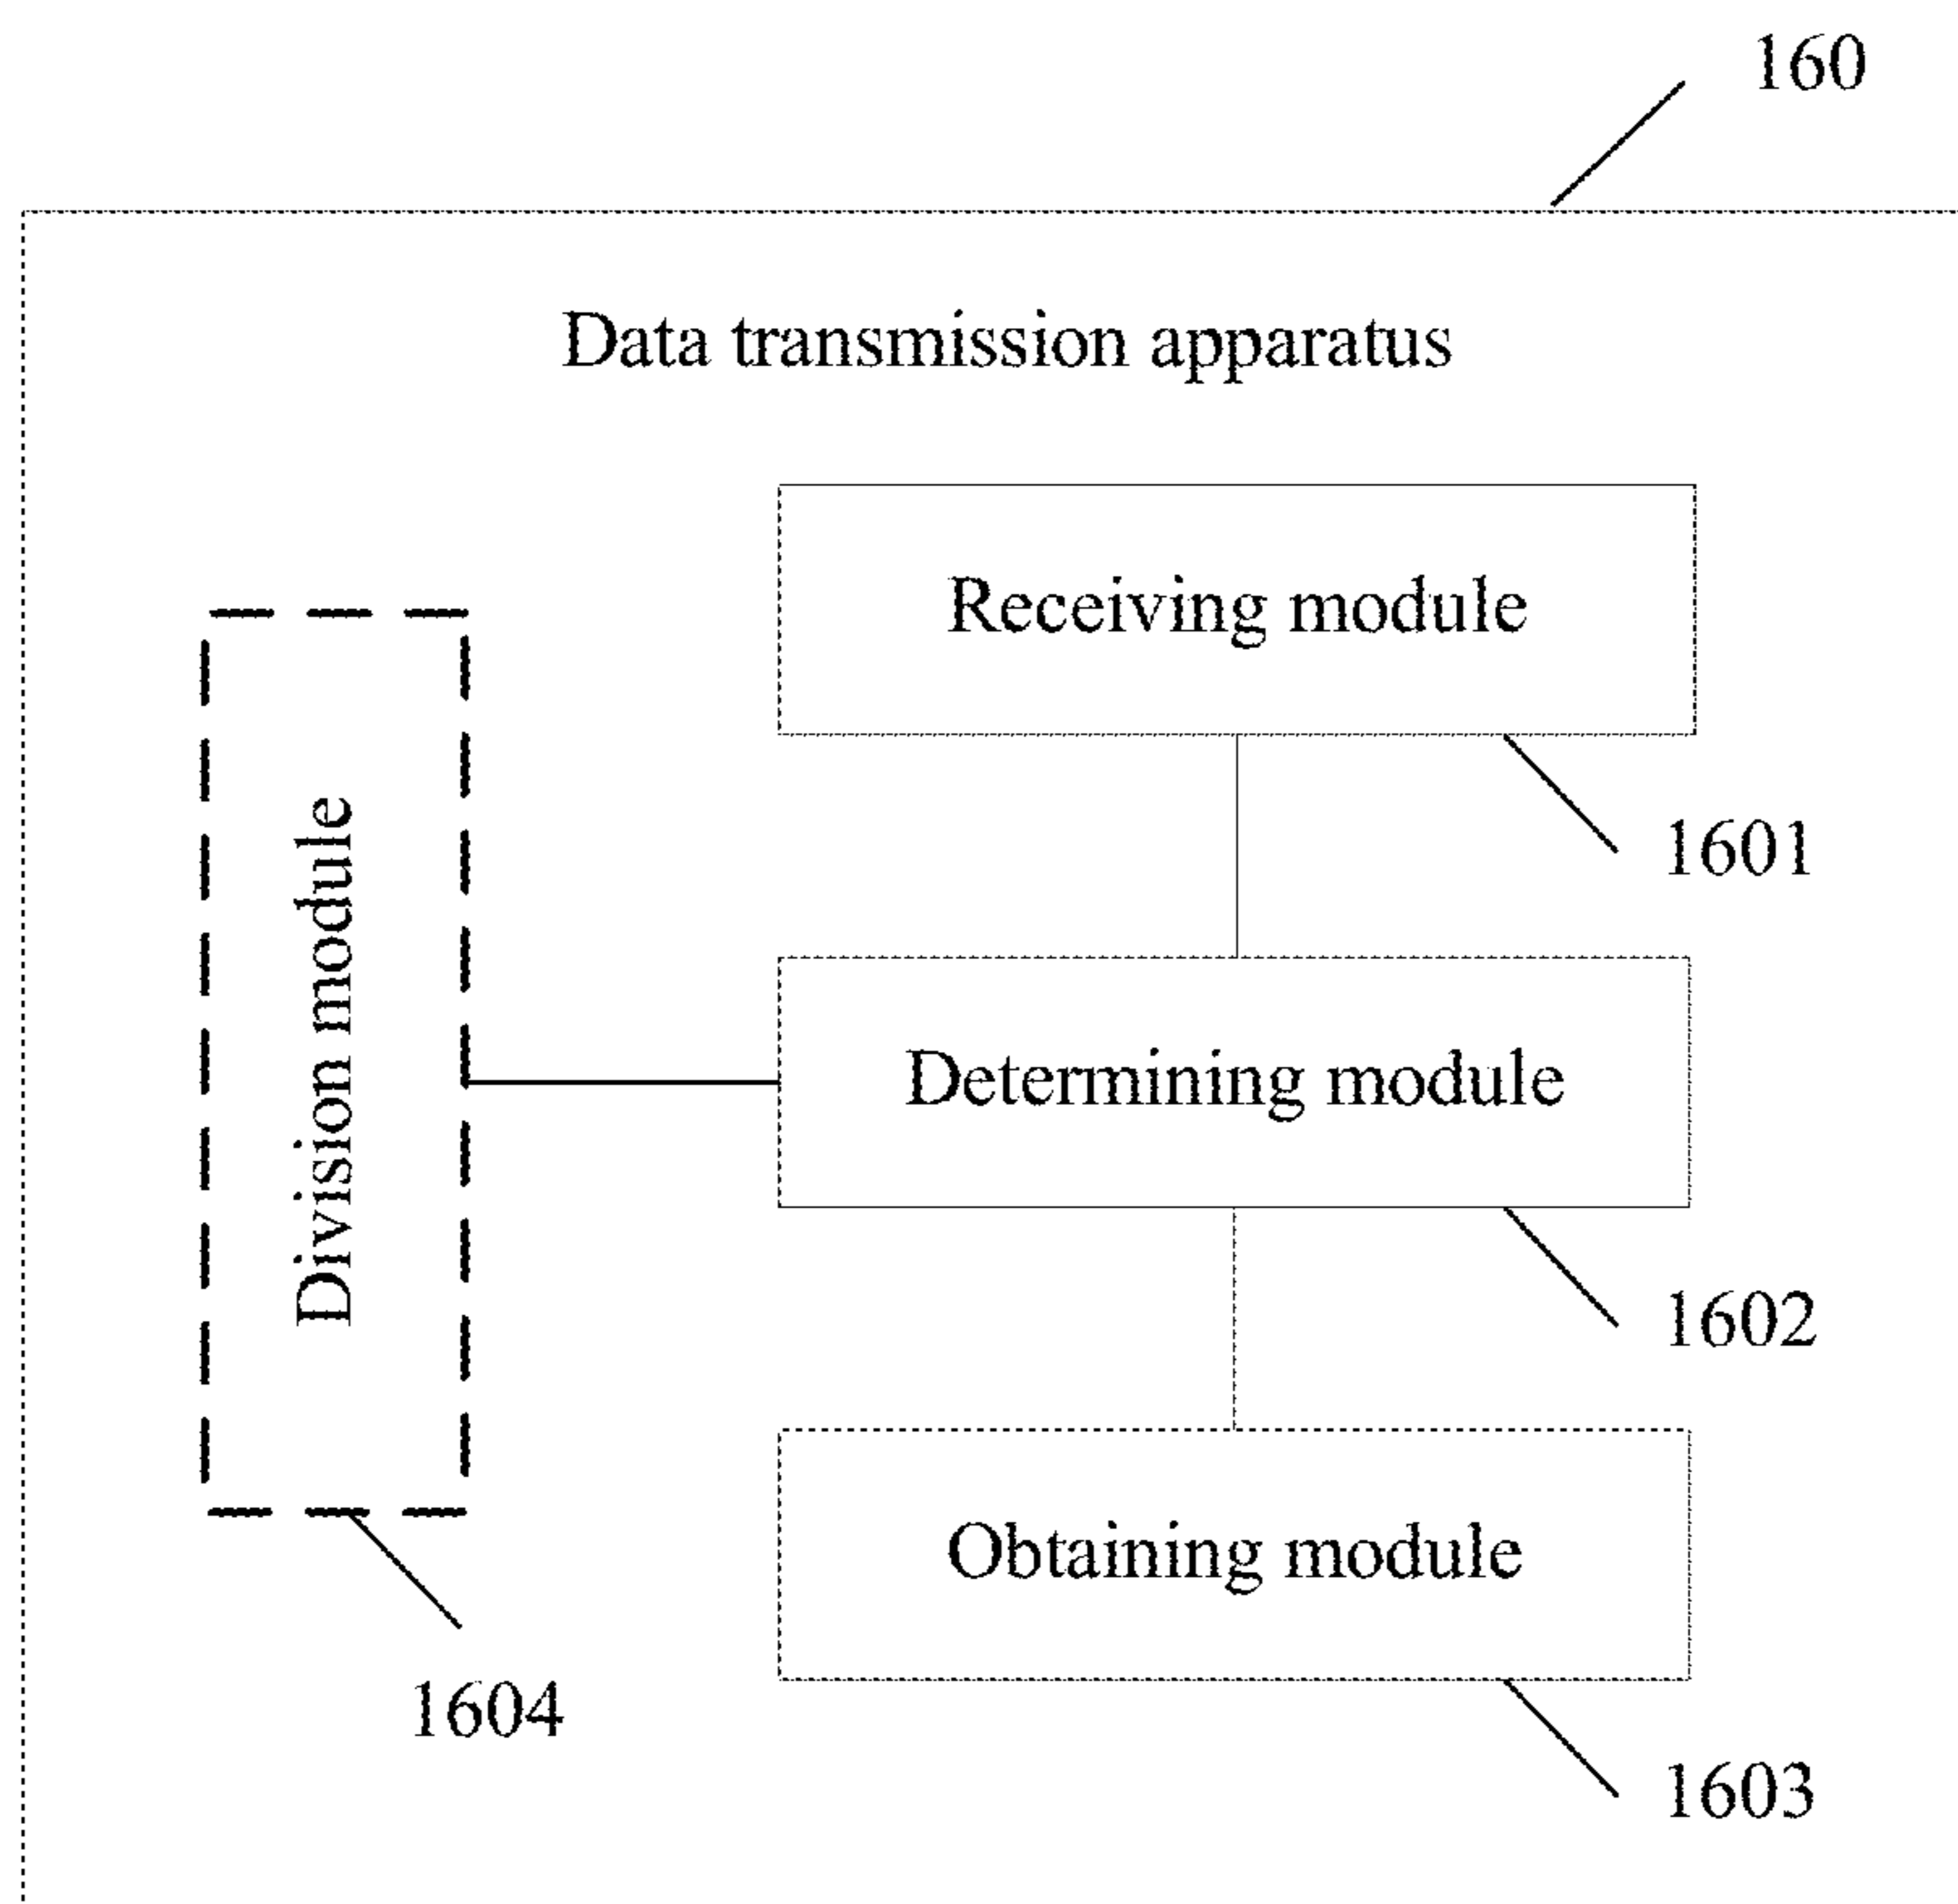 160
Data transmission apparatus
Receiving module
1601
Division module
Determining module
1602
Obtaining module
1604
1603